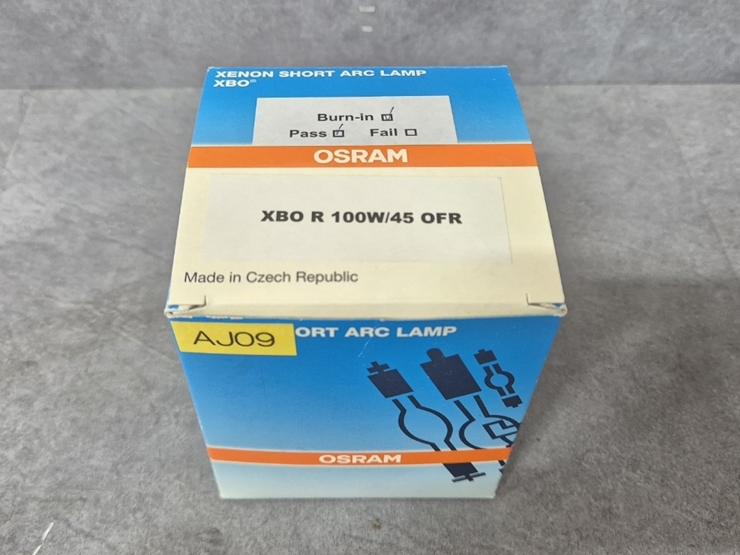 XENON SHORT ARC LAMP
XBO®
Burn-in ☑
Pass ☑ Fail ☐
OSRAM
XBO R 100W/45 OFR
Made in Czech Republic
AJ09
ORT ARC LAMP
OSRAM